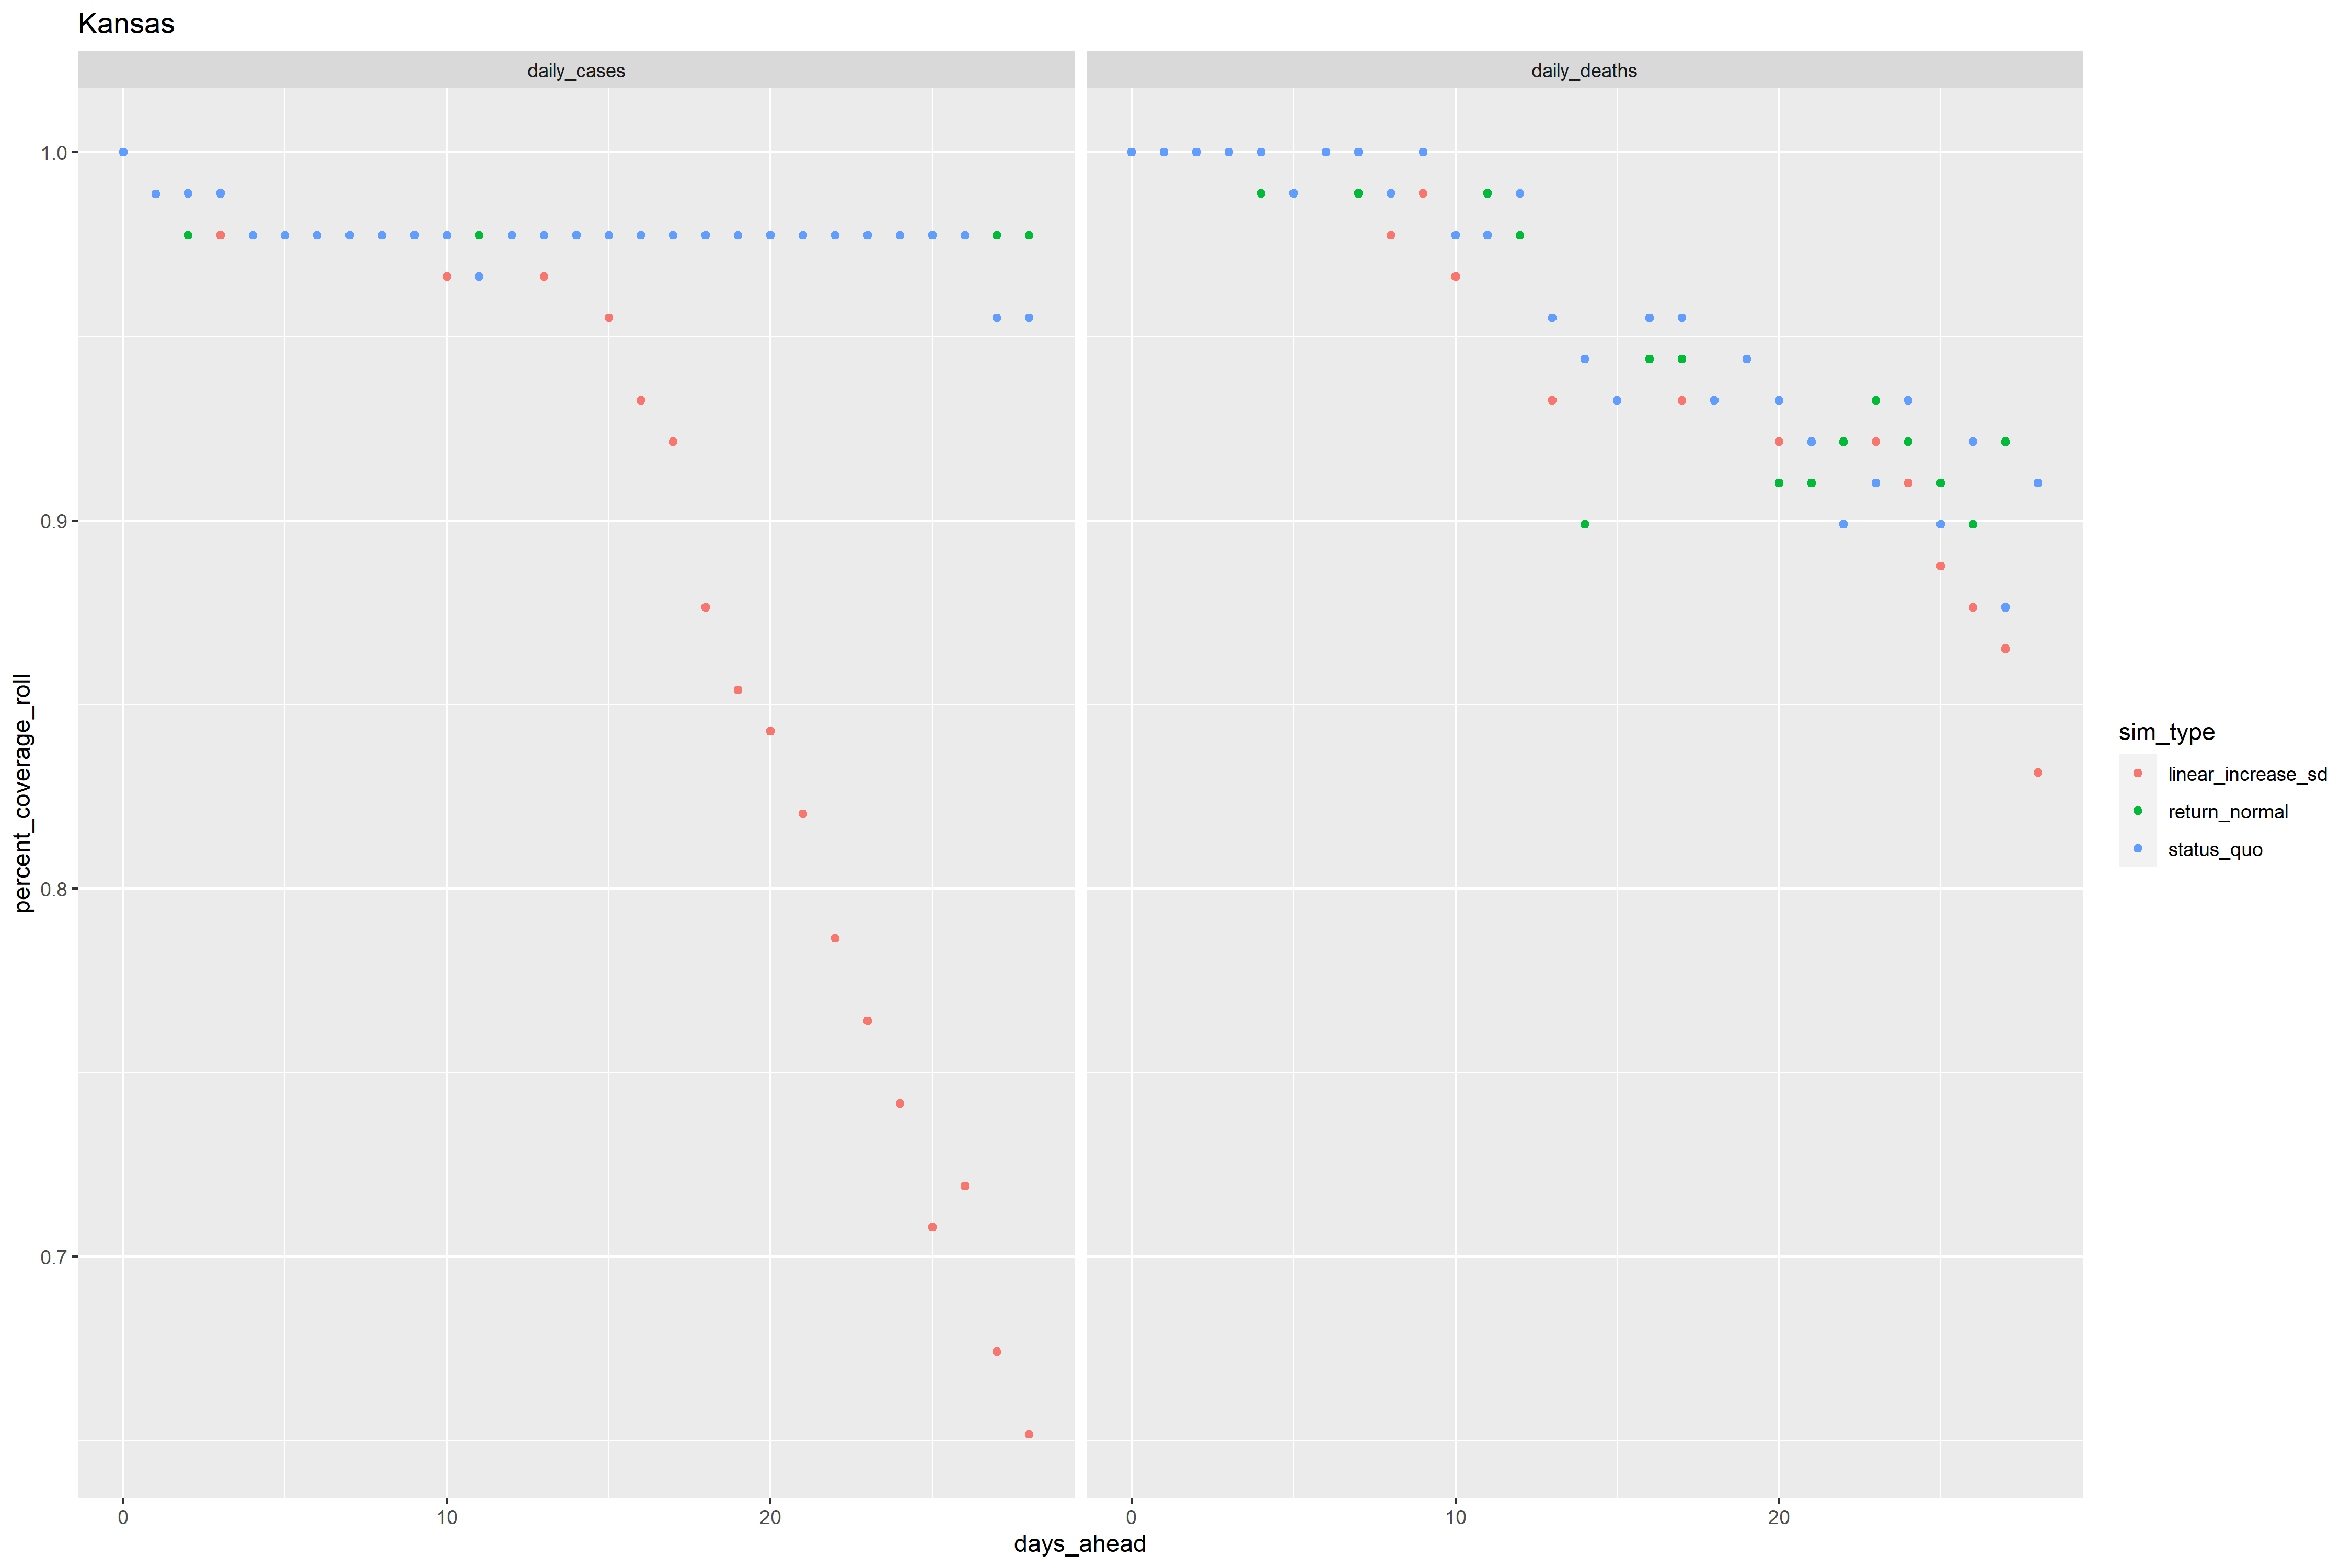 Kansas
daily_cases
daily_deaths
percent_coverage_roll
1.0
0.9
0.8
0.7
0
10
20
0
10
20
days_ahead
sim_type
linear_increase_sd
return_normal
status_quo